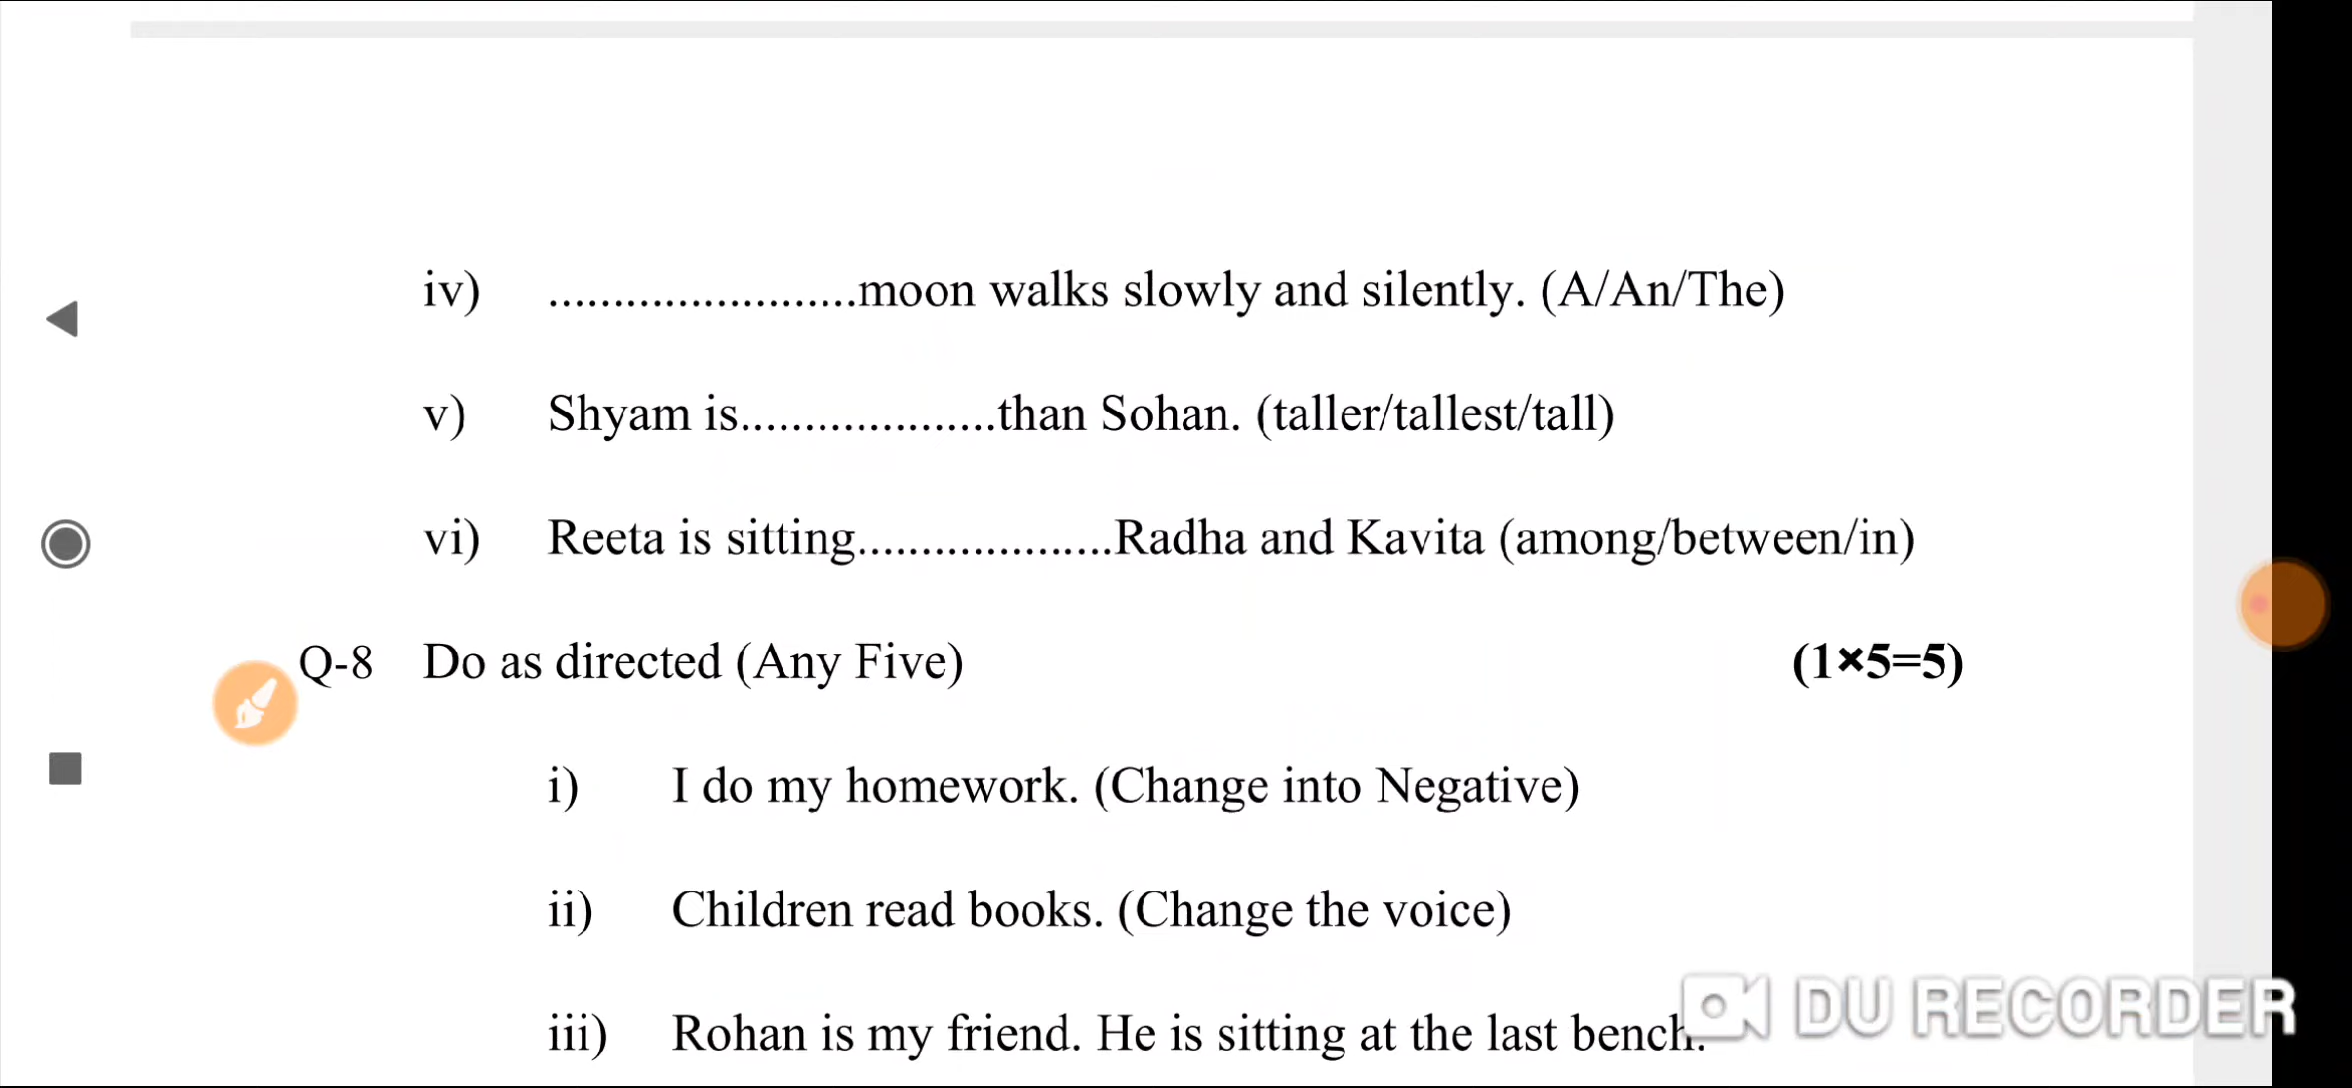 iv) ........................moon walks slowly and silently. (A/An/The)
v) Shyam is....................than Sohan. (taller/tallest/tall)
vi) Reeta is sitting....................Radha and Kavita (among/between/in)
Q-8 Do as directed (Any Five) (1×5=5)
i) I do my homework. (Change into Negative)
ii) Children read books. (Change the voice)
iii) Rohan is my friend. He is sitting at the last bench.
DU RECORDER